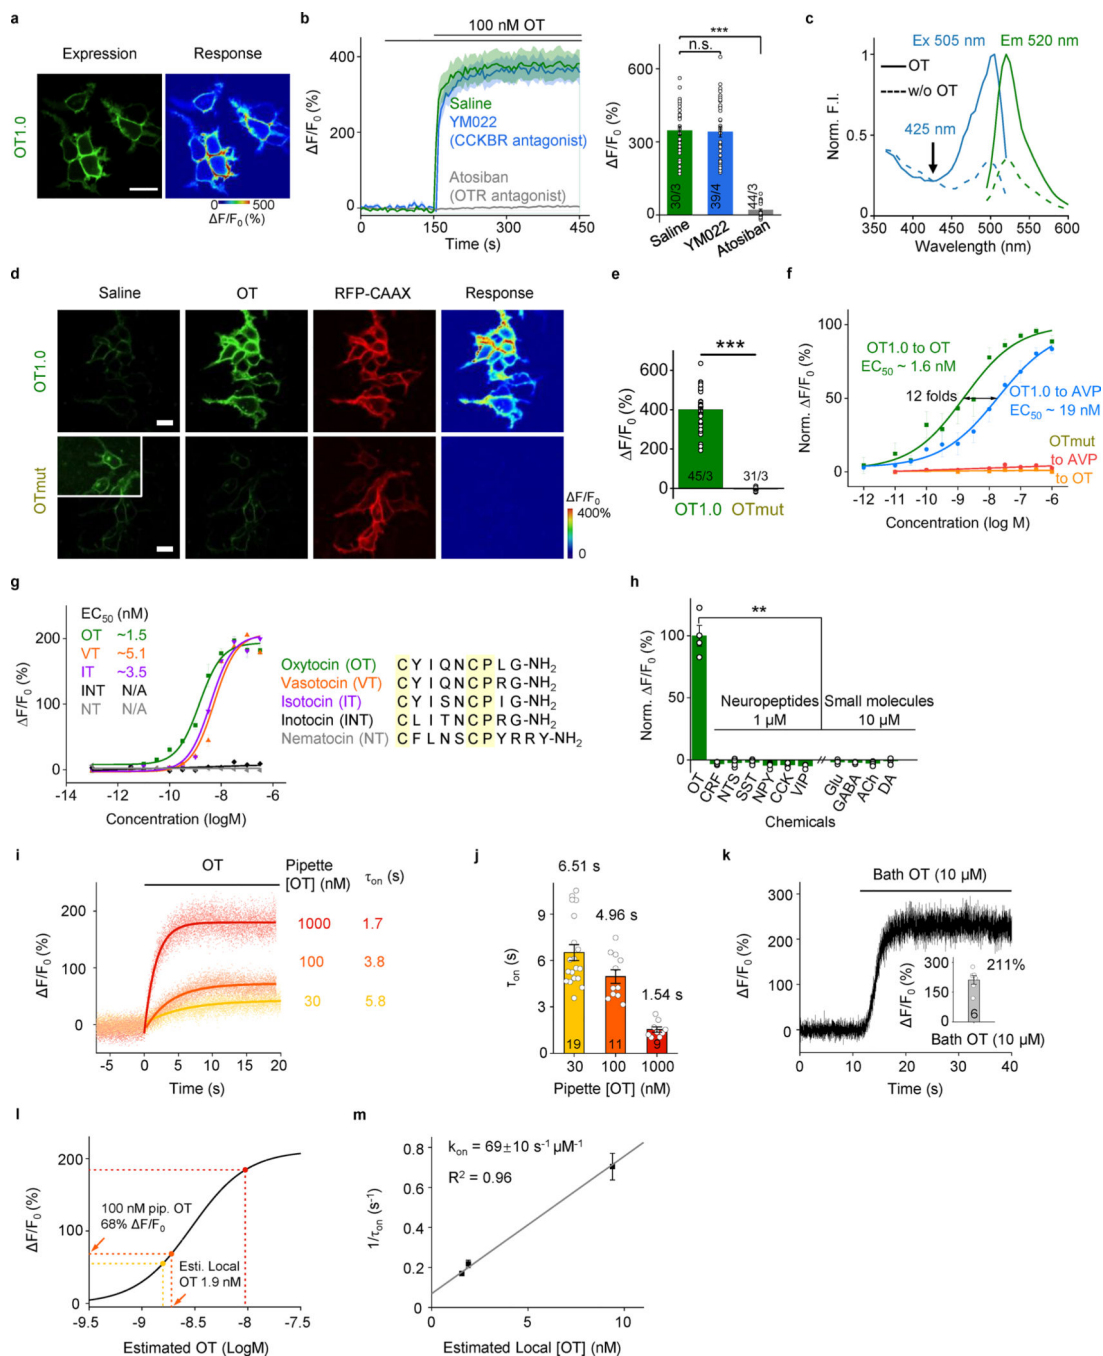 a
Expression
Response
OT1.0
0
500
ΔF/F0 (%)
b
100 nM OT
400
200
0
ΔF/F0 (%)
Saline
YM022
(CCKBR antagonist)
Atosiban
(OTR antagonist)
0
150
300
450
Time (s)
***
n.s.
600
400
200
0
ΔF/F0 (%)
30/3
39/4
44/3
Saline
YM022
Atosiban
c
Ex 505 nm
Em 520 nm
OT
w/o OT
425 nm
1
0.5
0
Norm. F.I.
360
420
480
540
600
Wavelength (nm)
d
Saline
OT
RFP-CAAX
Response
OT1.0
OTmut
ΔF/F0
400%
0
e
***
600
400
200
0
ΔF/F0 (%)
45/3
31/3
OT1.0
OTmut
f
100
50
0
Norm. ΔF/F0 (%)
OT1.0 to OT
EC50 ~ 1.6 nM
12 folds
OT1.0 to AVP
EC50 ~ 19 nM
OTmut
to AVP
to OT
-12 -11 -10 -9 -8 -7 -6
Concentration (log M)
g
EC50 (nM)
OT ~1.5
VT ~5.1
IT ~3.5
INT N/A
NT N/A
200
100
0
ΔF/F0 (%)
-14 -12 -10 -8 -6
Concentration (logM)
Oxytocin (OT) C Y I Q N C P L G-NH2
Vasotocin (VT) C Y I Q N C P R G-NH2
Isotocin (IT) C Y I S N C P I G-NH2
Inotocin (INT) C L I T N C P R G-NH2
Nematocin (NT) C F L N S C P Y R R Y-NH2
h
**
100
50
0
Norm. ΔF/F0 (%)
Neuropeptides
1 μM
Small molecules
10 μM
OT
CRF
NTS
SST
NPY
CCK
VIP
Glu
GABA
ACh
DA
Chemicals
i
OT
Pipette
[OT] (nM)
τon (s)
1000 1.7
100 3.8
30 5.8
200
100
0
ΔF/F0 (%)
-5 0 5 10 15 20
Time (s)
j
6.51 s
4.96 s
1.54 s
9
6
3
0
τon (s)
19
11
9
30 100 1000
Pipette [OT] (nM)
k
Bath OT (10 μM)
300
200
100
0
ΔF/F0 (%)
300
150
0
ΔF/F0 (%)
211%
6
Bath OT (10 μM)
0 10 20 30 40
Time (s)
l
200
100
0
ΔF/F0 (%)
100 nM pip. OT
68% ΔF/F0
Esti. Local
OT 1.9 nM
-9.5 -9 -8.5 -8 -7.5
Estimated OT (LogM)
m
kon = 69±10 s-1 μM-1
R2 = 0.96
0.8
0.6
0.4
0.2
0
1/τon (s-1)
0 5 10
Estimated Local [OT] (nM)